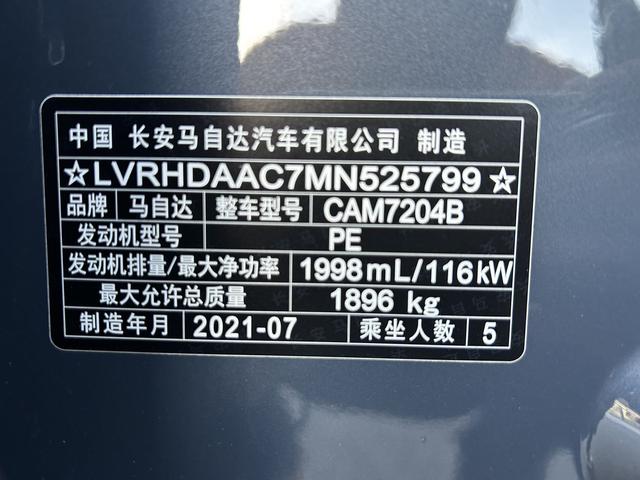 中国 长安马自达汽车有限公司 制造
☆LVRHDAAC7MN525799☆
品牌 马自达 整车型号 CAM7204B
发动机型号 PE
发动机排量/最大净功率 1998mL/116kW
最大允许总质量 1896 kg
制造年月 2021-07 乘坐人数 5